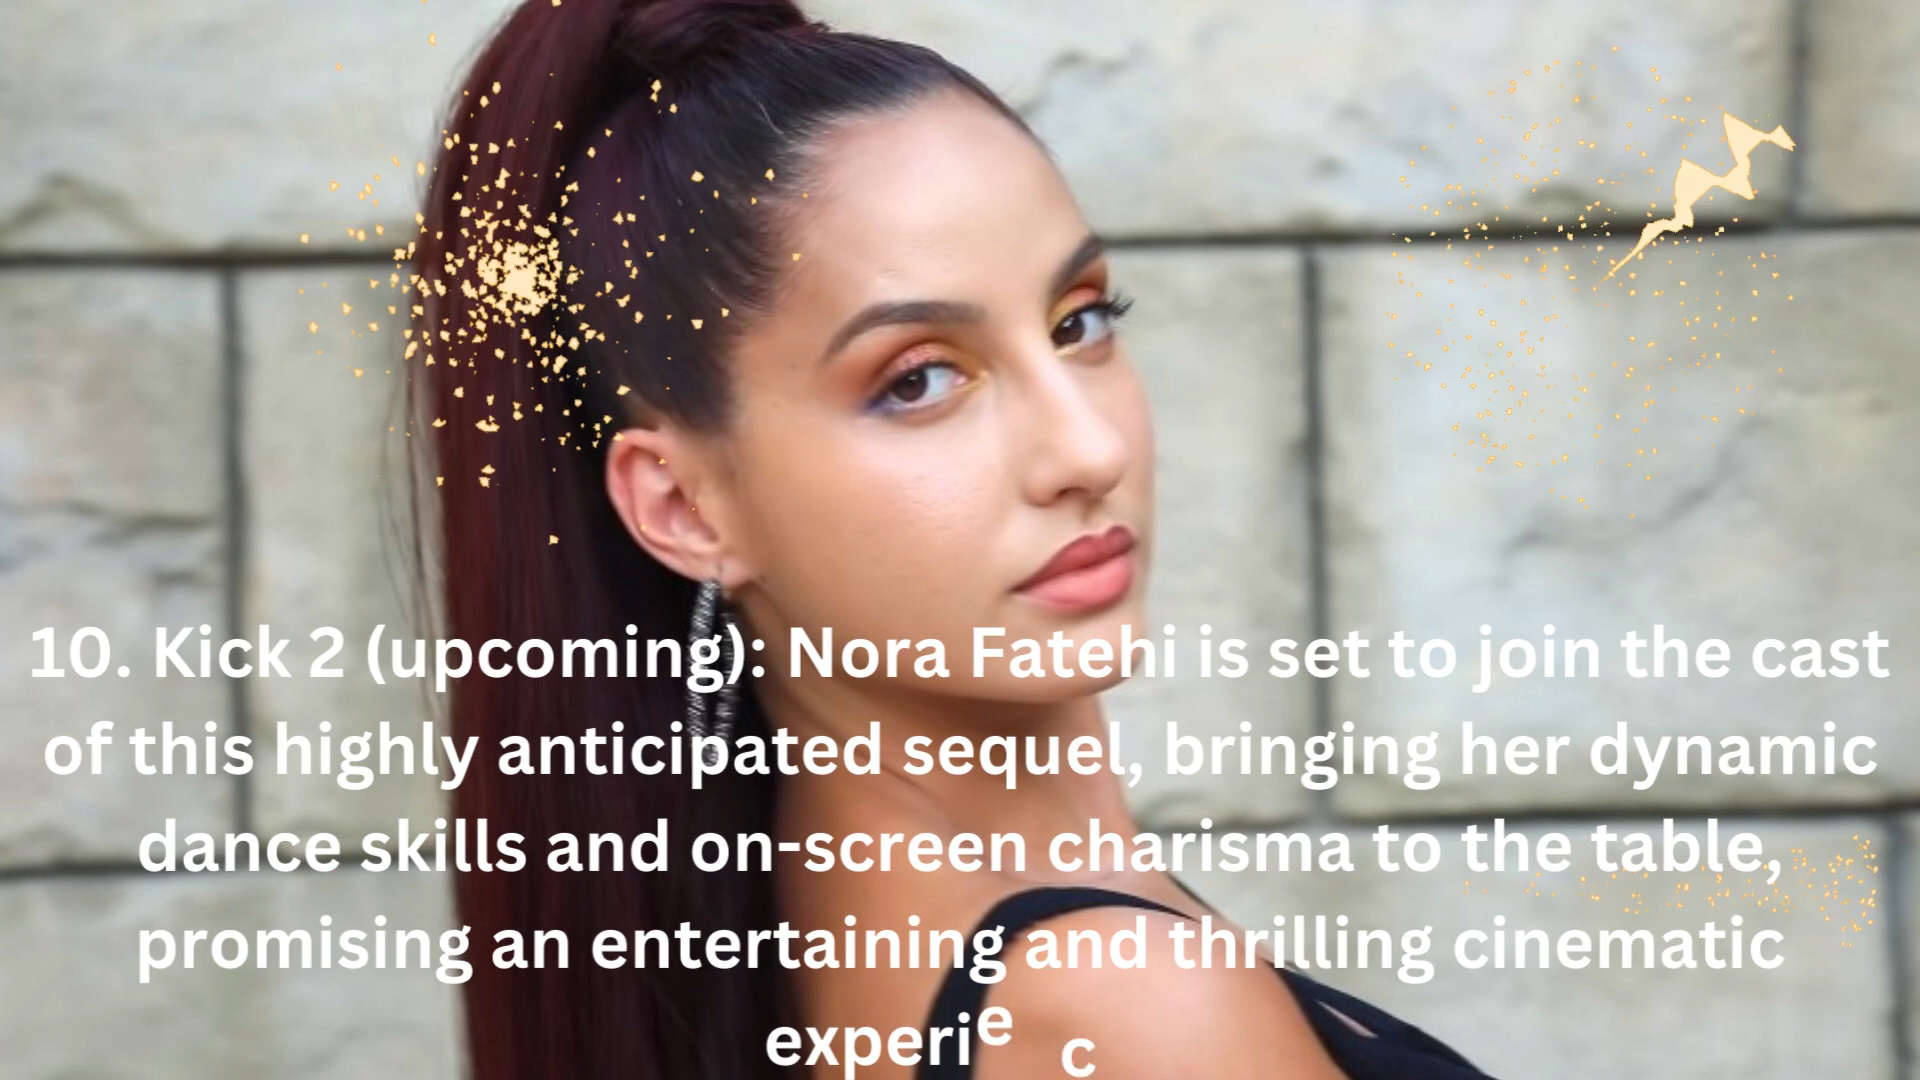 10. Kick 2 (upcoming): Nora Fatehi is set to join the cast
of this highly anticipated sequel, bringing her dynamic
dance skills and on-screen charisma to the table,
promising an entertaining and thrilling cinematic
experie c